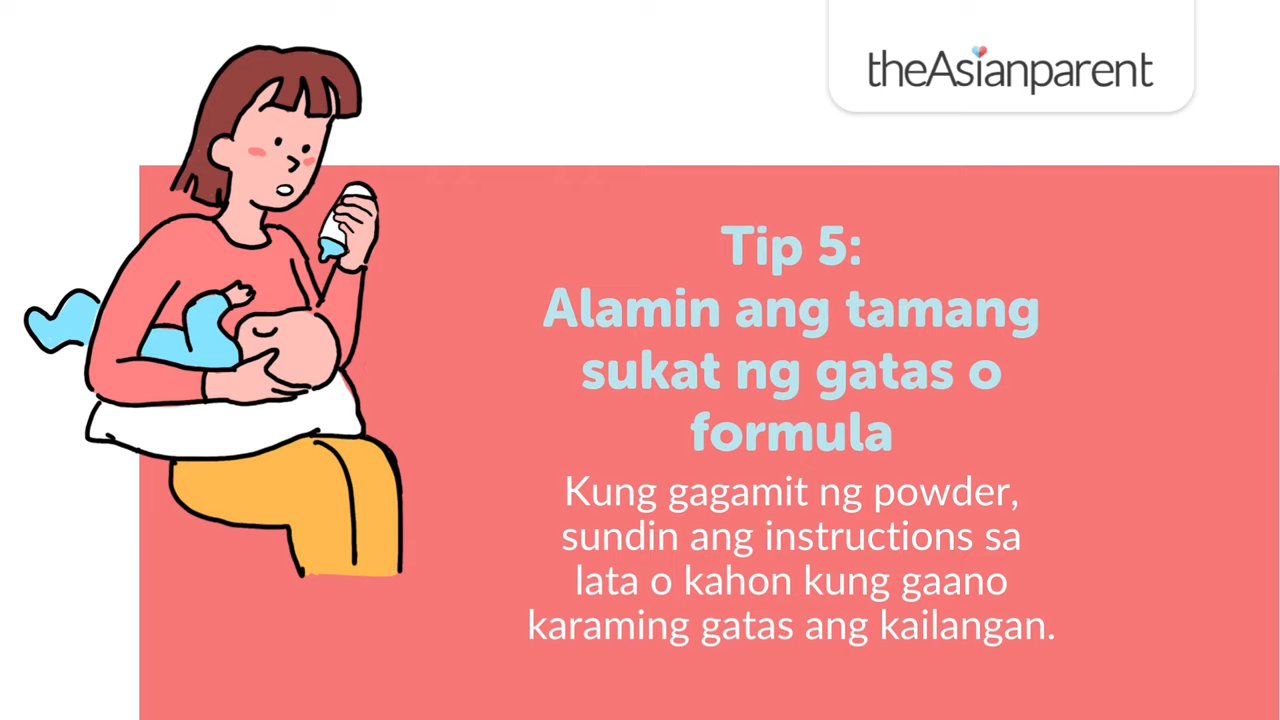 theAsianparent
Tip 5:
Alamin ang tamang
sukat ng gatas o
formula
Kung gagamit ng powder,
sundin ang instructions sa
lata o kahon kung gaano
karaming gatas ang kailangan.